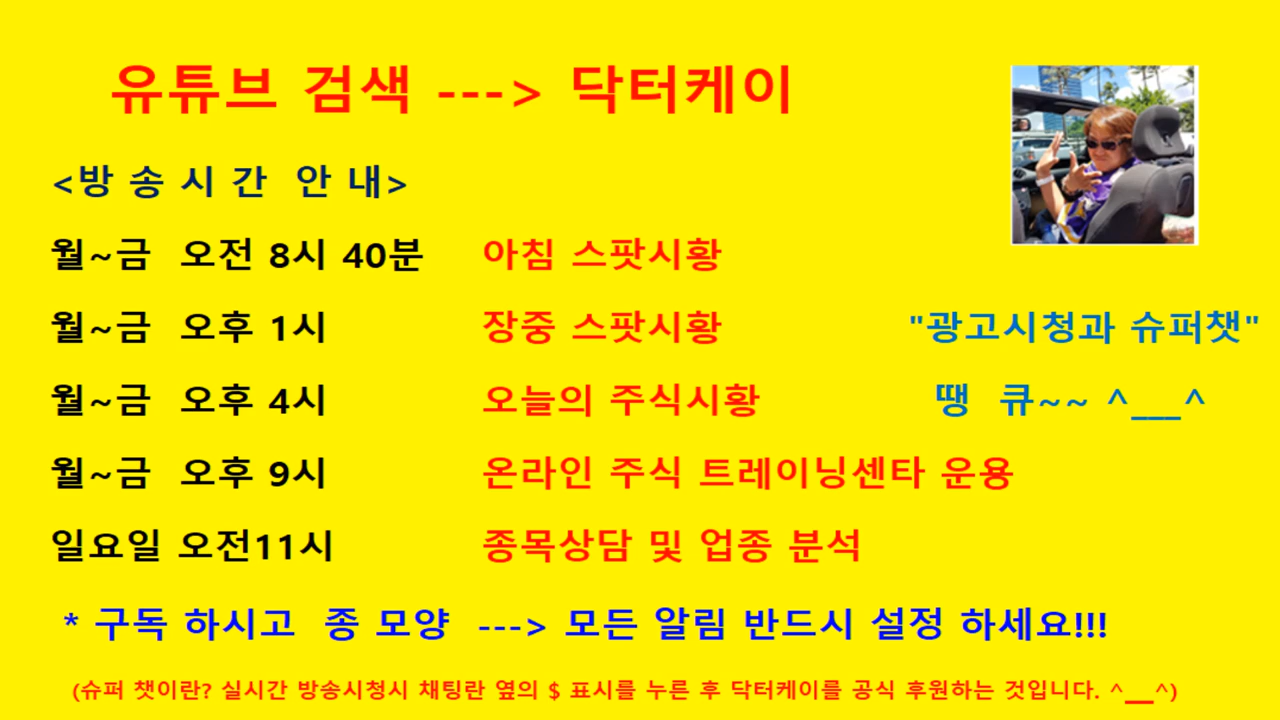 유튜브 검색 ---> 닥터케이
<방 송 시 간 안 내>
월~금 오전 8시 40분 아침 스팟시황
월~금 오후 1시 장중 스팟시황 "광고시청과 슈퍼챗"
월~금 오후 4시 오늘의 주식시황 땡 큐~~ ^___^
월~금 오후 9시 온라인 주식 트레이닝센타 운용
일요일 오전11시 종목상담 및 업종 분석
* 구독 하시고 종 모양 ---> 모든 알림 반드시 설정 하세요!!!
(슈퍼 챗이란? 실시간 방송시청시 채팅란 옆의 $ 표시를 누른 후 닥터케이를 공식 후원하는 것입니다. ^__^)